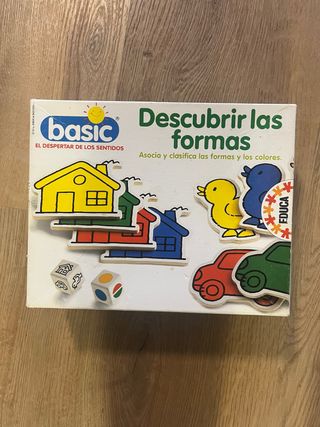 basic®
EL DESPERTAR DE LOS SENTIDOS
Descubrir las
formas
Asocia y clasifica las formas y los colores.
EDUCA